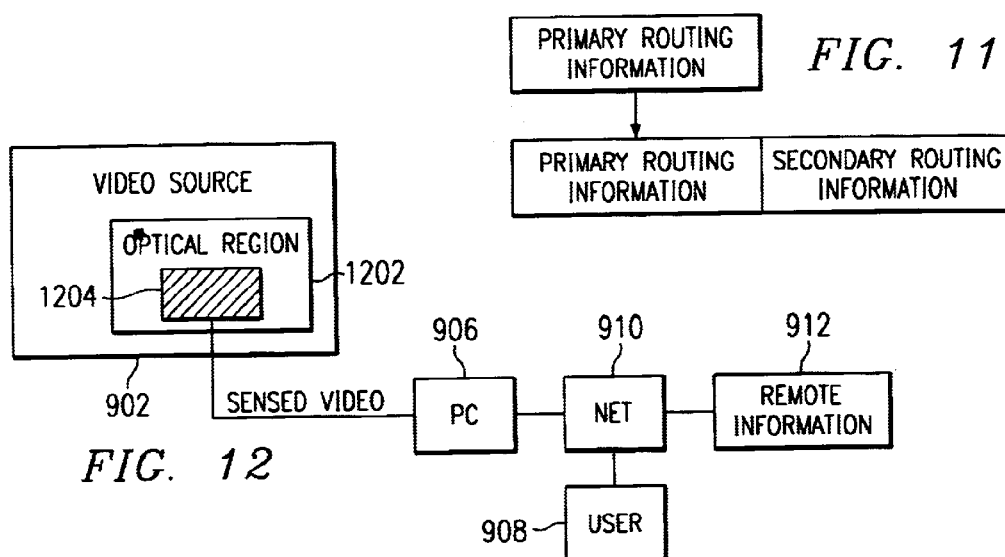 PRIMARY ROUTING
INFORMATION
FIG. 11
PRIMARY ROUTING
INFORMATION
SECONDARY ROUTING
INFORMATION
VIDEO SOURCE
OPTICAL REGION
1204
1202
902
SENSED VIDEO
906
PC
910
NET
912
REMOTE
INFORMATION
908
USER
FIG. 12